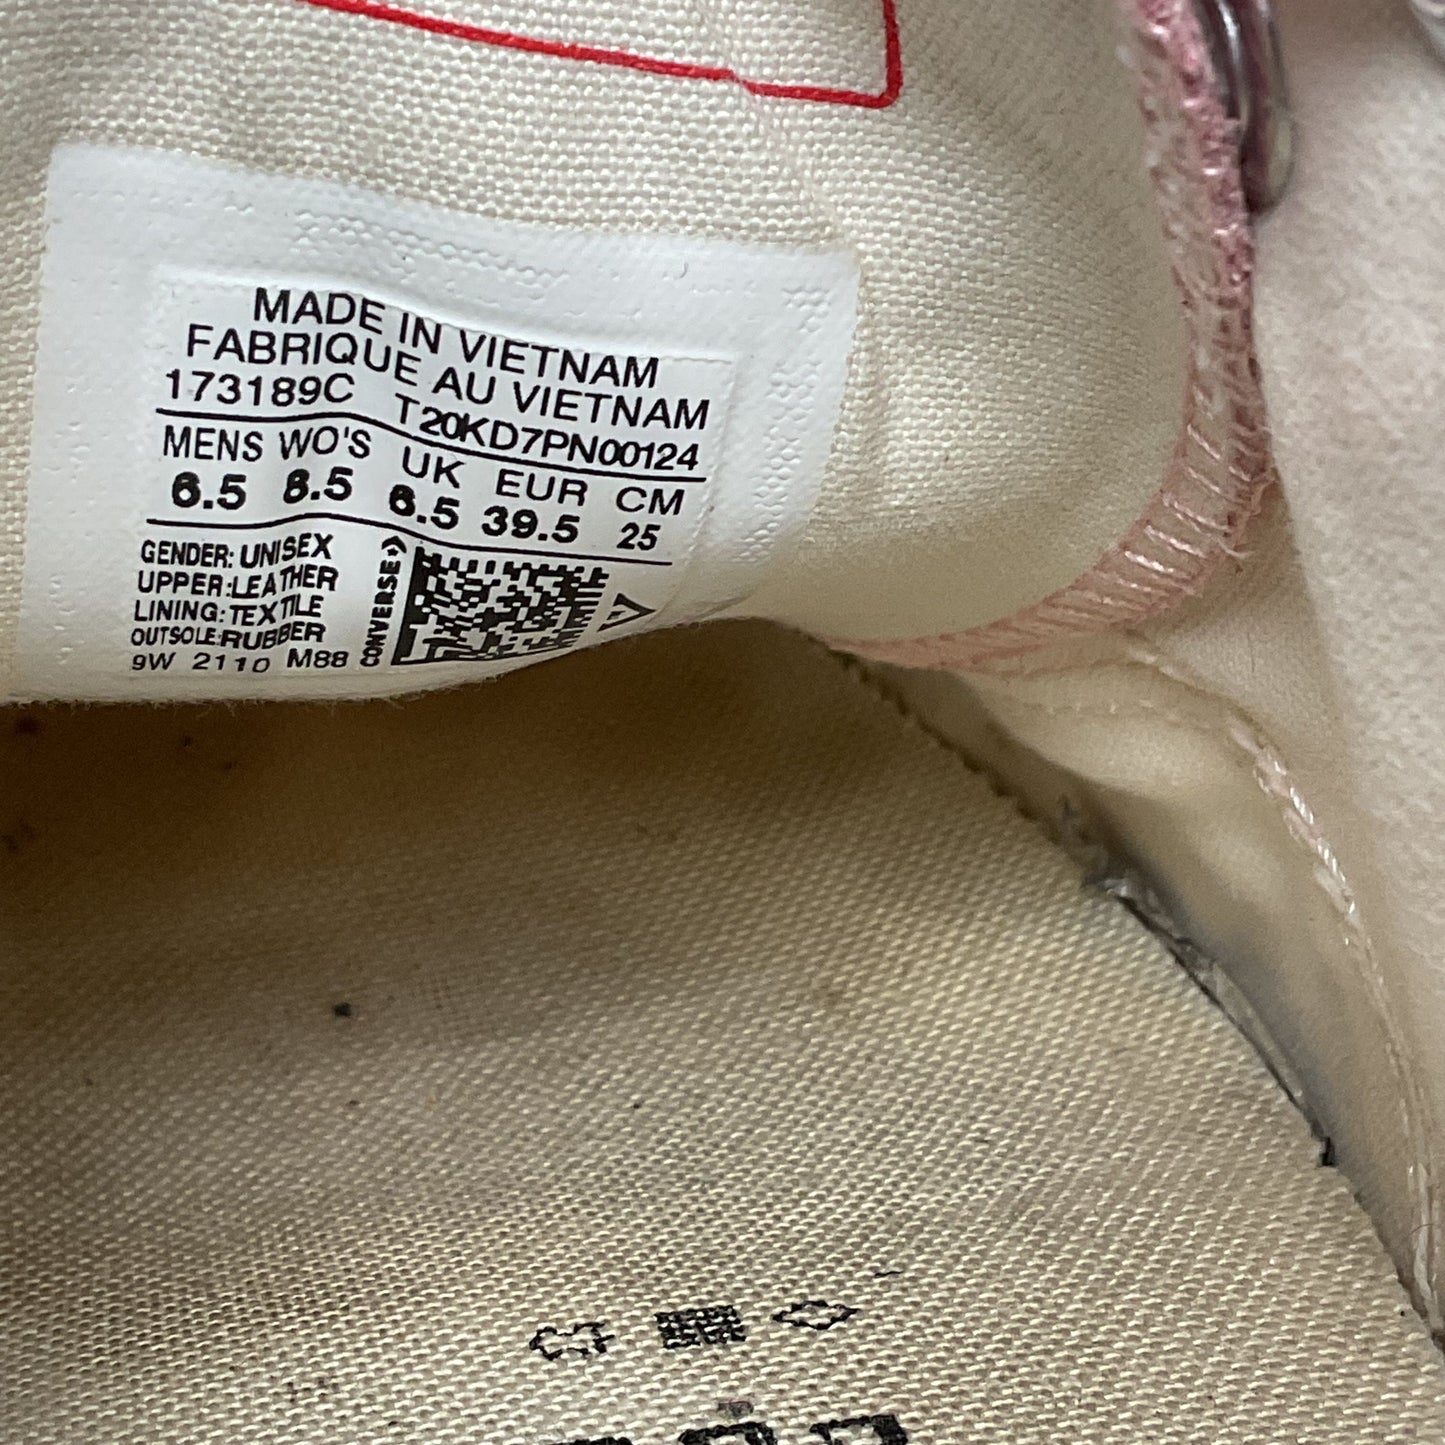 MADE IN VIETNAM
FABRIQUE AU VIETNAM
173189C T20KD7PN00124
MENS WO'S UK EUR CM
6.5 8.5 6.5 39.5 25
GENDER: UNISEX
UPPER:LEATHER
LINING:TEXTILE
OUTSOLE:RUBBER
9W 2110 M88
CONVERSE